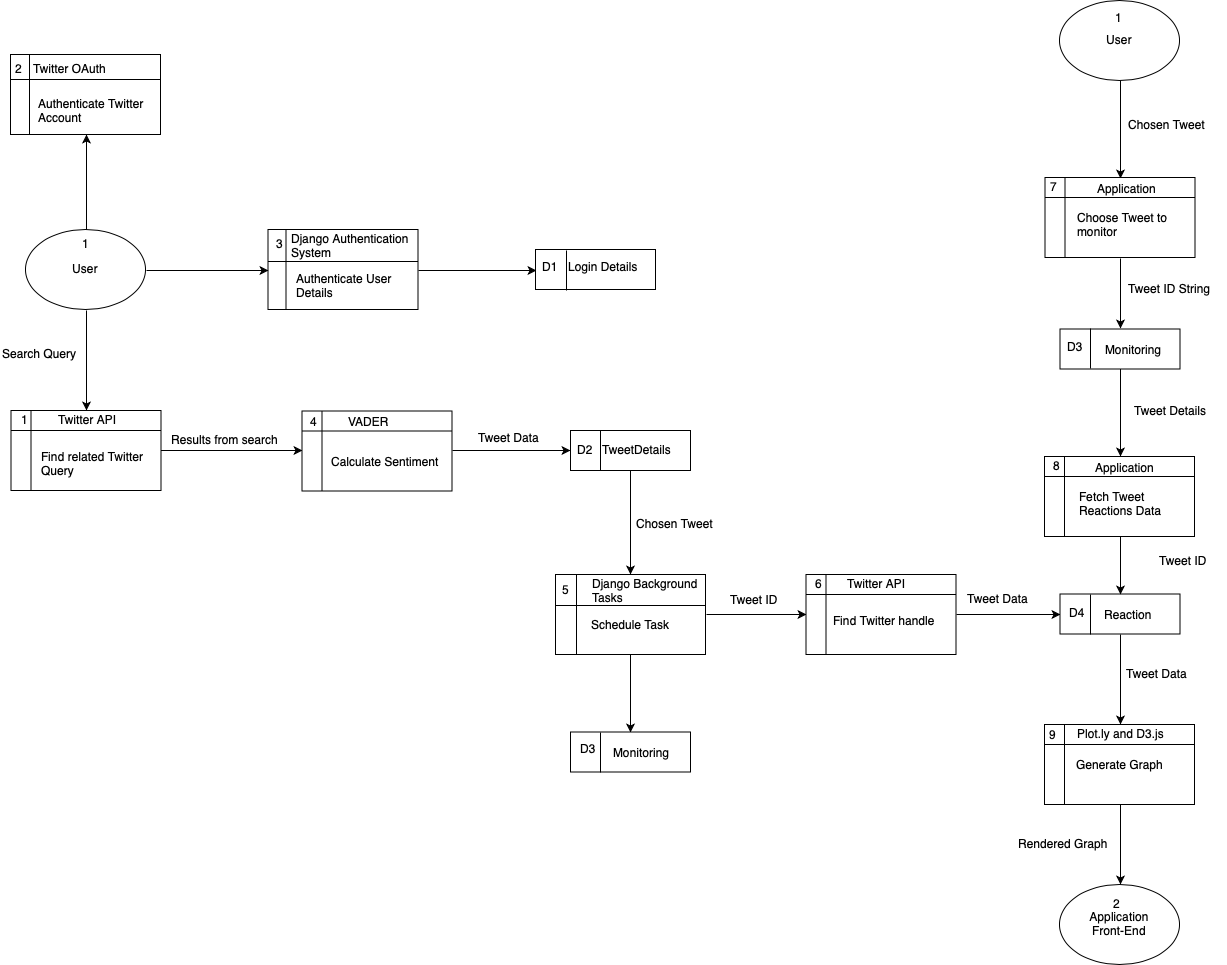 1
User
Chosen Tweet
2 Twitter OAuth
Authenticate Twitter
Account
7 Application
Choose Tweet to
monitor
1
User
3 Django Authentication
System
Authenticate User
Details
D1 Login Details
Tweet ID String
D3 Monitoring
Search Query
Tweet Details
1 Twitter API
Find related Twitter
Query
Results from search
4 VADER
Calculate Sentiment
Tweet Data
D2 TweetDetails
8 Application
Fetch Tweet
Reactions Data
Chosen Tweet
Tweet ID
5 Django Background
Tasks
Schedule Task
Tweet ID
6 Twitter API
Find Twitter handle
Tweet Data
D4 Reaction
Tweet Data
D3 Monitoring
9 Plot.ly and D3.js
Generate Graph
Rendered Graph
2
Application
Front-End